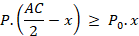 P.(AC/2 − x) ≥ P₀.x